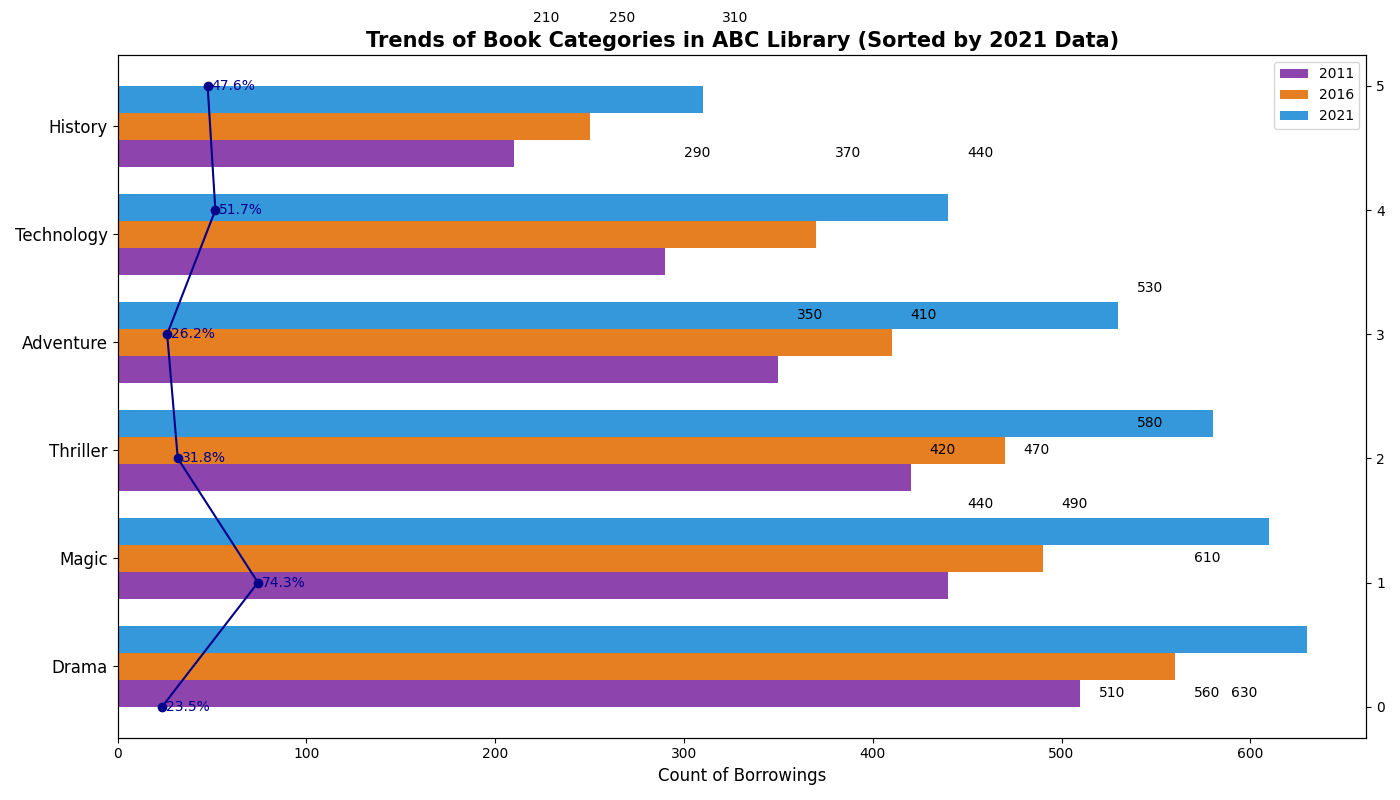 210 250 310
Trends of Book Categories in ABC Library (Sorted by 2021 Data)
2011
2016
2021
47.6% 5
History
290 370 440
51.7% 4
Technology
530
350 410
26.2% 3
Adventure
580
Thriller 420 470
31.8% 2
440 490
Magic 610
74.3% 1
Drama
510 560 630
23.5% 0
0 100 200 300 400 500 600
Count of Borrowings